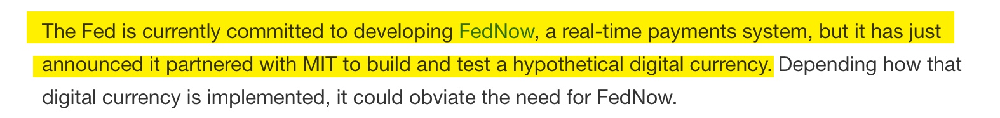 The Fed is currently committed to developing FedNow, a real-time payments system, but it has just
announced it partnered with MIT to build and test a hypothetical digital currency. Depending how that
digital currency is implemented, it could obviate the need for FedNow.